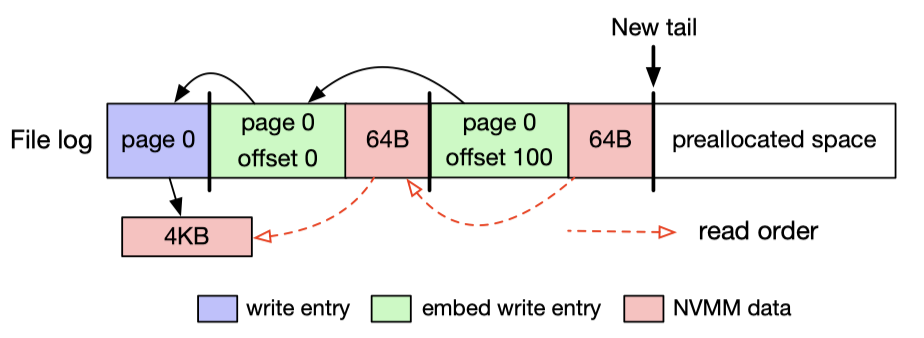 New tail
File log
page 0
page 0
offset 0
64B
page 0
offset 100
64B
preallocated space
4KB
read order
write entry
embed write entry
NVMM data